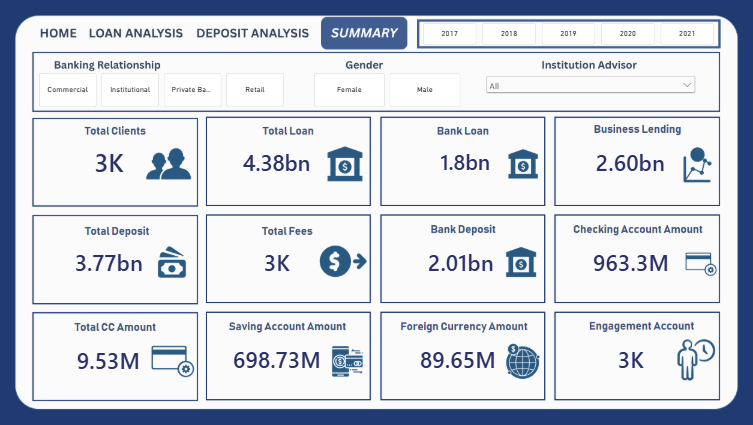 HOME LOAN ANALYSIS DEPOSIT ANALYSIS SUMMARY 2017 2018 2019 2020 2021
Banking Relationship Gender Institution Advisor
Commercial Institutional Private Ba... Retail Female Male All
Total Clients Total Loan Bank Loan Business Lending
3K 4.38bn 1.8bn 2.60bn
Total Deposit Total Fees Bank Deposit Checking Account Amount
3.77bn 3K 2.01bn 963.3M
Total CC Amount Saving Account Amount Foreign Currency Amount Engagement Account
9.53M 698.73M 89.65M 3K